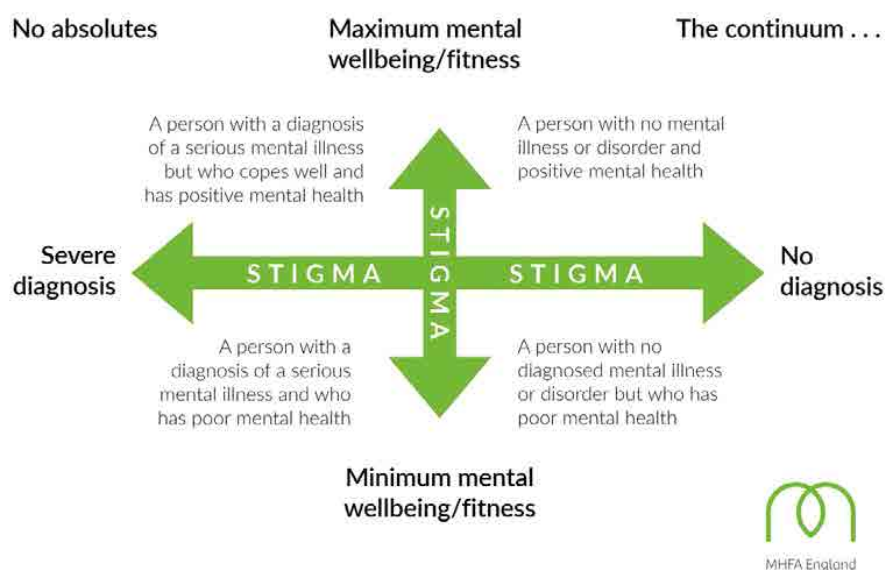 No absolutes
Maximum mental
wellbeing/fitness
The continuum . . .
A person with a diagnosis
of a serious mental illness
but who copes well and
has positive mental health
A person with no mental
illness or disorder and
positive mental health
Severe
diagnosis
STIGMA
STIGMA
STIGMA
No
diagnosis
A person with a
diagnosis of a serious
mental illness and who
has poor mental health
A person with no
diagnosed mental illness
or disorder but who has
poor mental health
Minimum mental
wellbeing/fitness
MHFA England